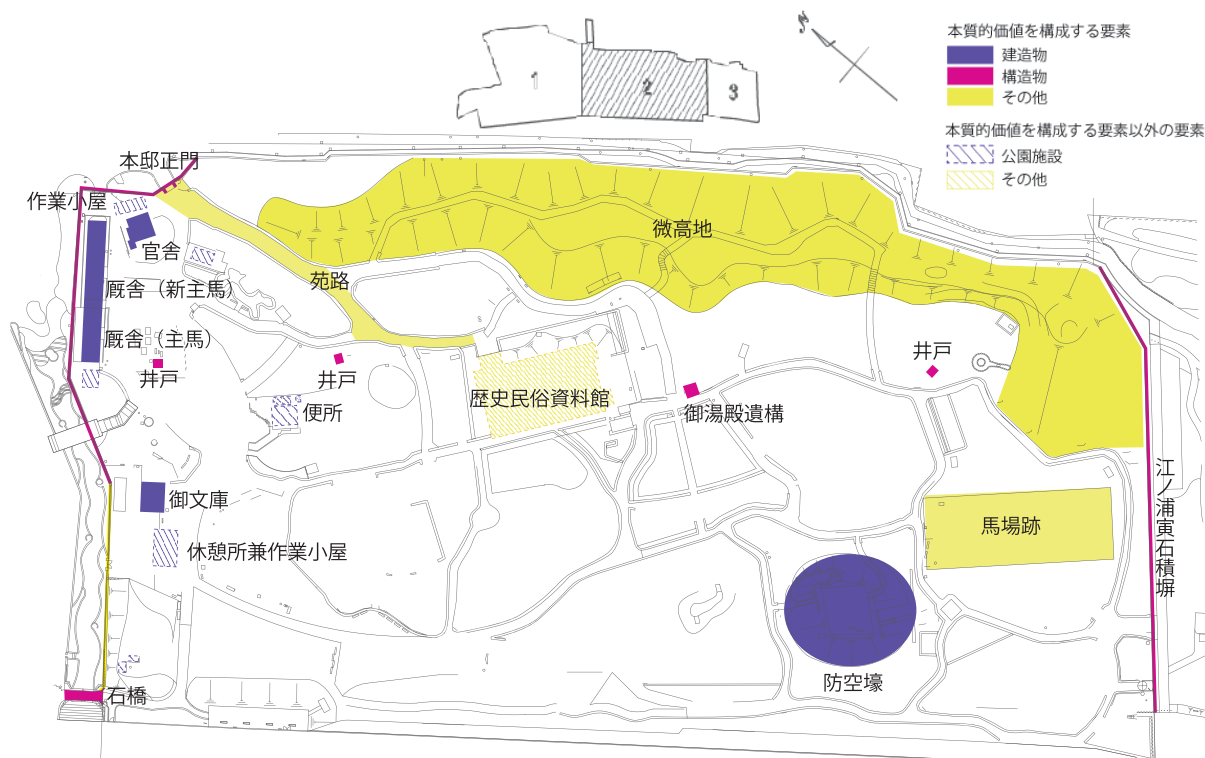 1
2
3
N
本質的価値を構成する要素
建造物
構造物
その他
本質的価値を構成する要素以外の要素
公園施設
その他
本邸正門
作業小屋
官舎
厩舎（新主馬）
厩舎（主馬）
井戸
苑路
井戸
便所
微高地
歴史民俗資料館
御湯殿遺構
井戸
御文庫
休憩所兼作業小屋
馬場跡
江ノ浦寅石積塀
防空壕
石橋